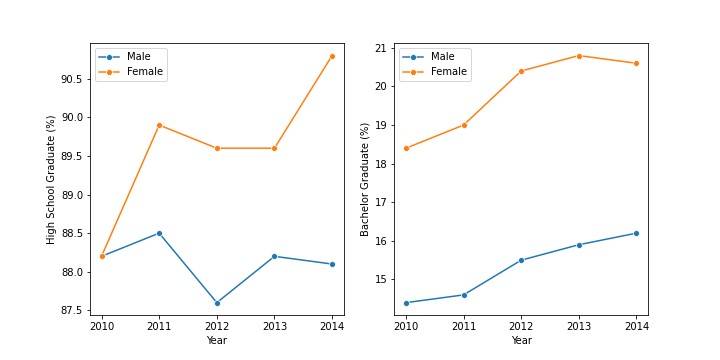 Male
Female
90.5
90.0
89.5
89.0
88.5
88.0
87.5
High School Graduate (%)
2010 2011 2012 2013 2014
Year
Male
Female
21
20
19
18
17
16
15
Bachelor Graduate (%)
2010 2011 2012 2013 2014
Year